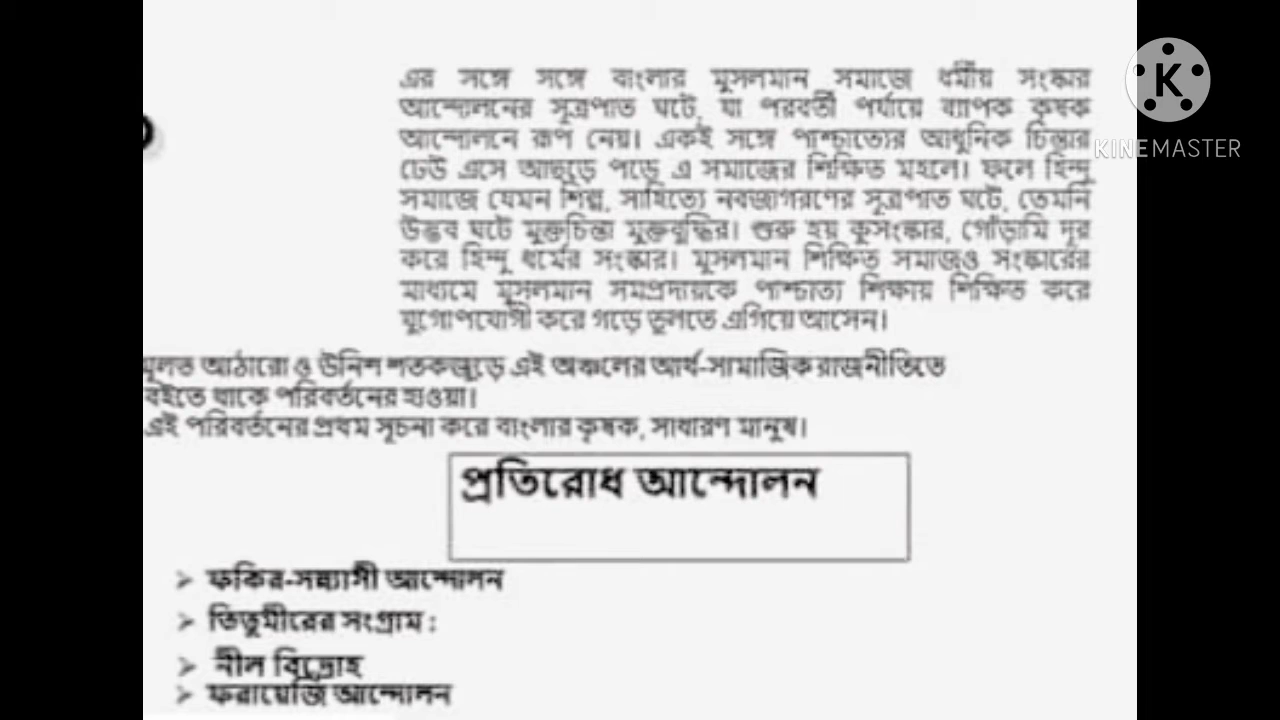 এর সঙ্গে সঙ্গে বাংলার মুসলমান সমাজে ধর্মীয় সংস্কার
আন্দোলনের সূত্রপাত ঘটে, যা পরবর্তী পর্যায়ে ব্যাপক কৃষক
আন্দোলনে রূপ নেয়। একই সঙ্গে পাশ্চাত্যের আধুনিক চিন্তার
ঢেউ এসে আছড়ে পড়ে এ সমাজের শিক্ষিত মহলে। ফলে হিন্দু
সমাজে যেমন শিল্প, সাহিত্যে নবজাগরণের সূত্রপাত ঘটে, তেমনি
উদ্ভব ঘটে মুক্তচিন্তা মুক্তবুদ্ধির। শুরু হয় কুসংস্কার, গোঁড়ামি দূর
করে হিন্দু ধর্মের সংস্কার। মুসলমান শিক্ষিত সমাজও সংস্কারের
মাধ্যমে মুসলমান সমপ্রদায়কে পাশ্চাত্য শিক্ষায় শিক্ষিত করে
যুগোপযোগী করে গড়ে তুলতে এগিয়ে আসেন।
মূলত আঠারো ও উনিশ শতকজুড়ে এই অঞ্চলের আর্থ-সামাজিক রাজনীতিতে
বইতে থাকে পরিবর্তনের হাওয়া।
এই পরিবর্তনের প্রথম সূচনা করে বাংলার কৃষক, সাধারণ মানুষ।
প্রতিরোধ আন্দোলন
➢ ফকির-সন্ন্যাসী আন্দোলন
➢ তিতুমীরের সংগ্রাম :
➢ নীল বিদ্রোহ
➢ ফরায়েজি আন্দোলন
K
KINEMASTER